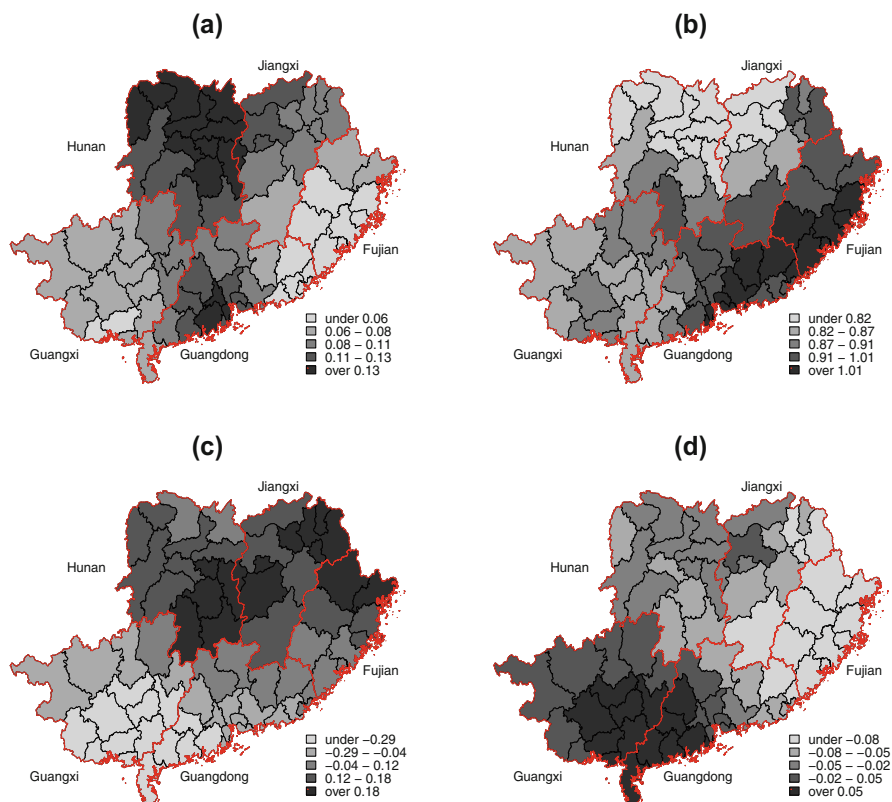 (a)
Jiangxi
Hunan
Fujian
Guangxi
Guangdong
under 0.06
0.06 – 0.08
0.08 – 0.11
0.11 – 0.13
over 0.13
(b)
Jiangxi
Hunan
Fujian
Guangxi
Guangdong
under 0.82
0.82 – 0.87
0.87 – 0.91
0.91 – 1.01
over 1.01
(c)
Jiangxi
Hunan
Fujian
Guangxi
Guangdong
under −0.29
−0.29 – −0.04
−0.04 – 0.12
0.12 – 0.18
over 0.18
(d)
Jiangxi
Hunan
Fujian
Guangxi
Guangdong
under −0.08
−0.08 – −0.05
−0.05 – −0.02
−0.02 – 0.05
over 0.05